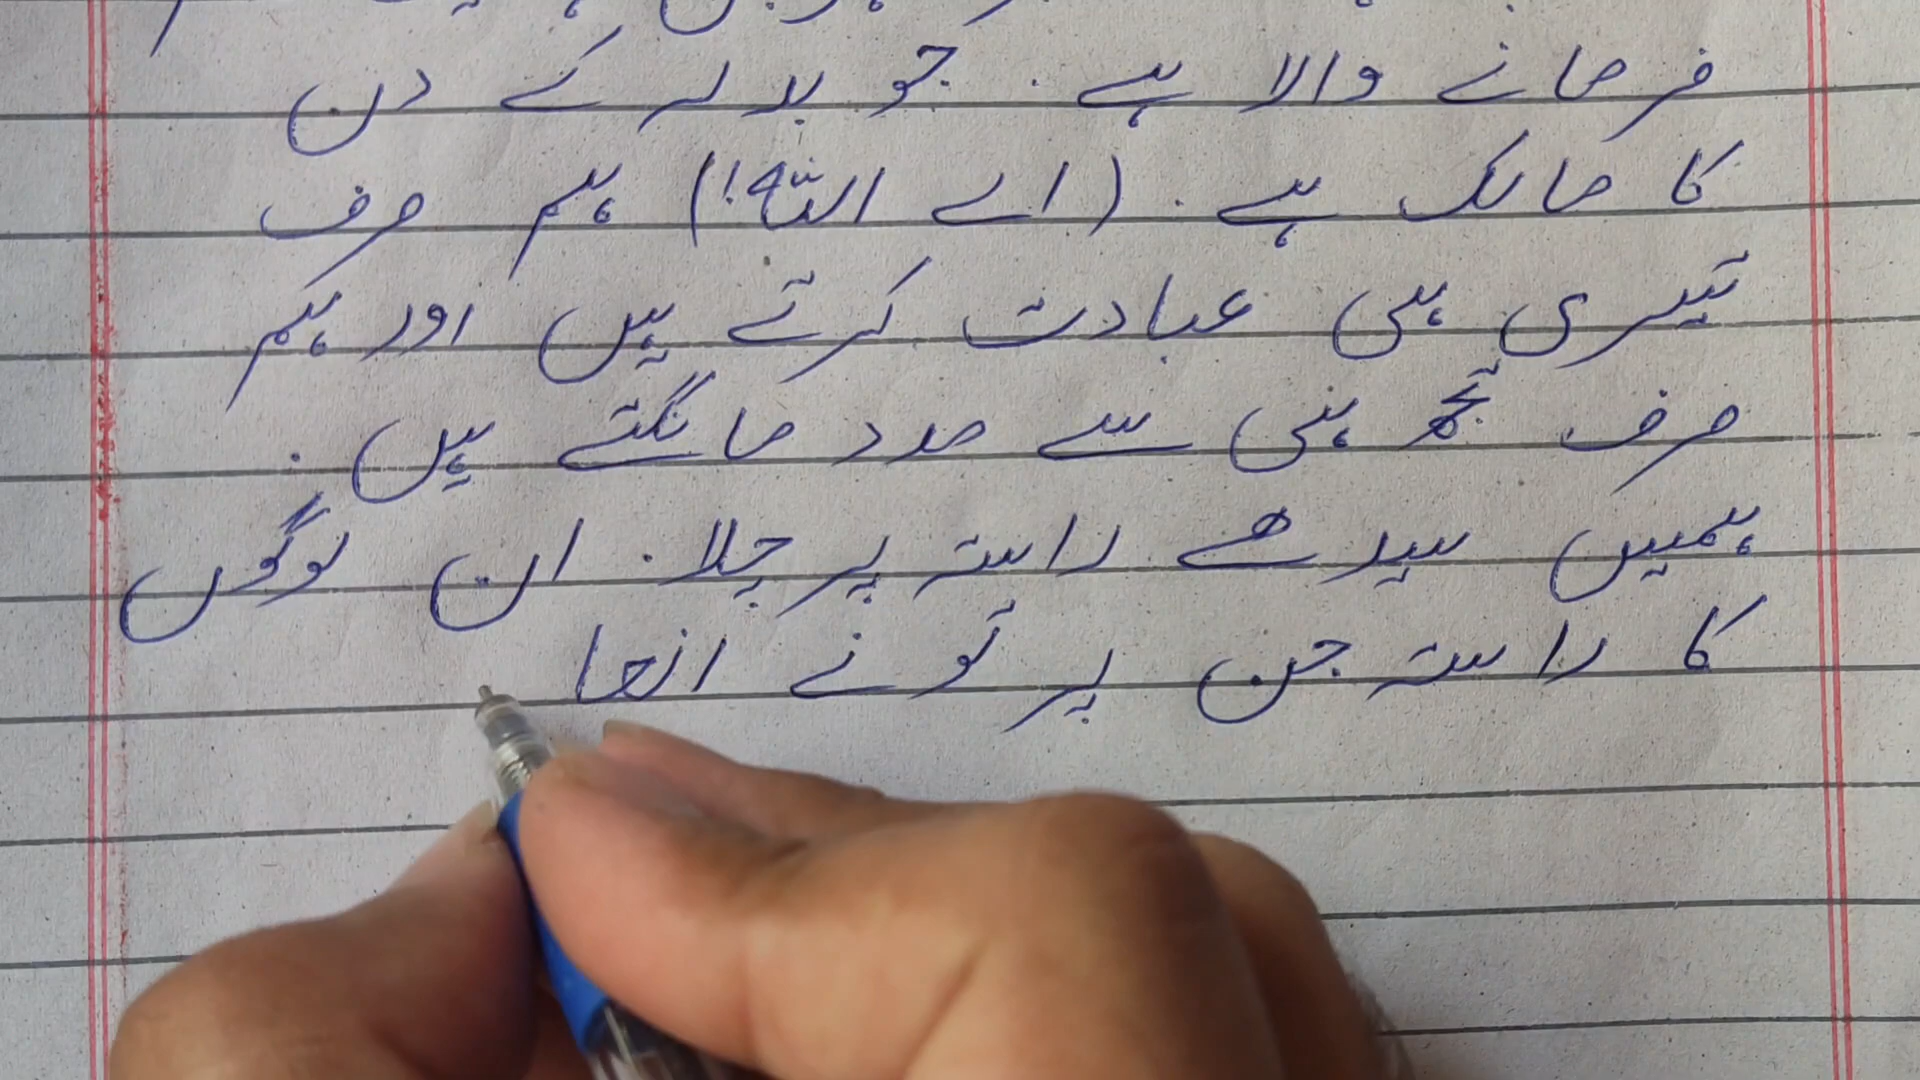 فرمانے والا ہے. جو بدلہ کے دن
کا مالک ہے. (اے اللہ!) ہم صرف
تیری ہی عبادت کرتے ہیں اور ہم
صرف تجھ ہی سے مدد مانگتے ہیں.
ہمیں سیدھے راستہ پر چلا. ان لوگوں
کا راستہ جن پر تو نے انعا